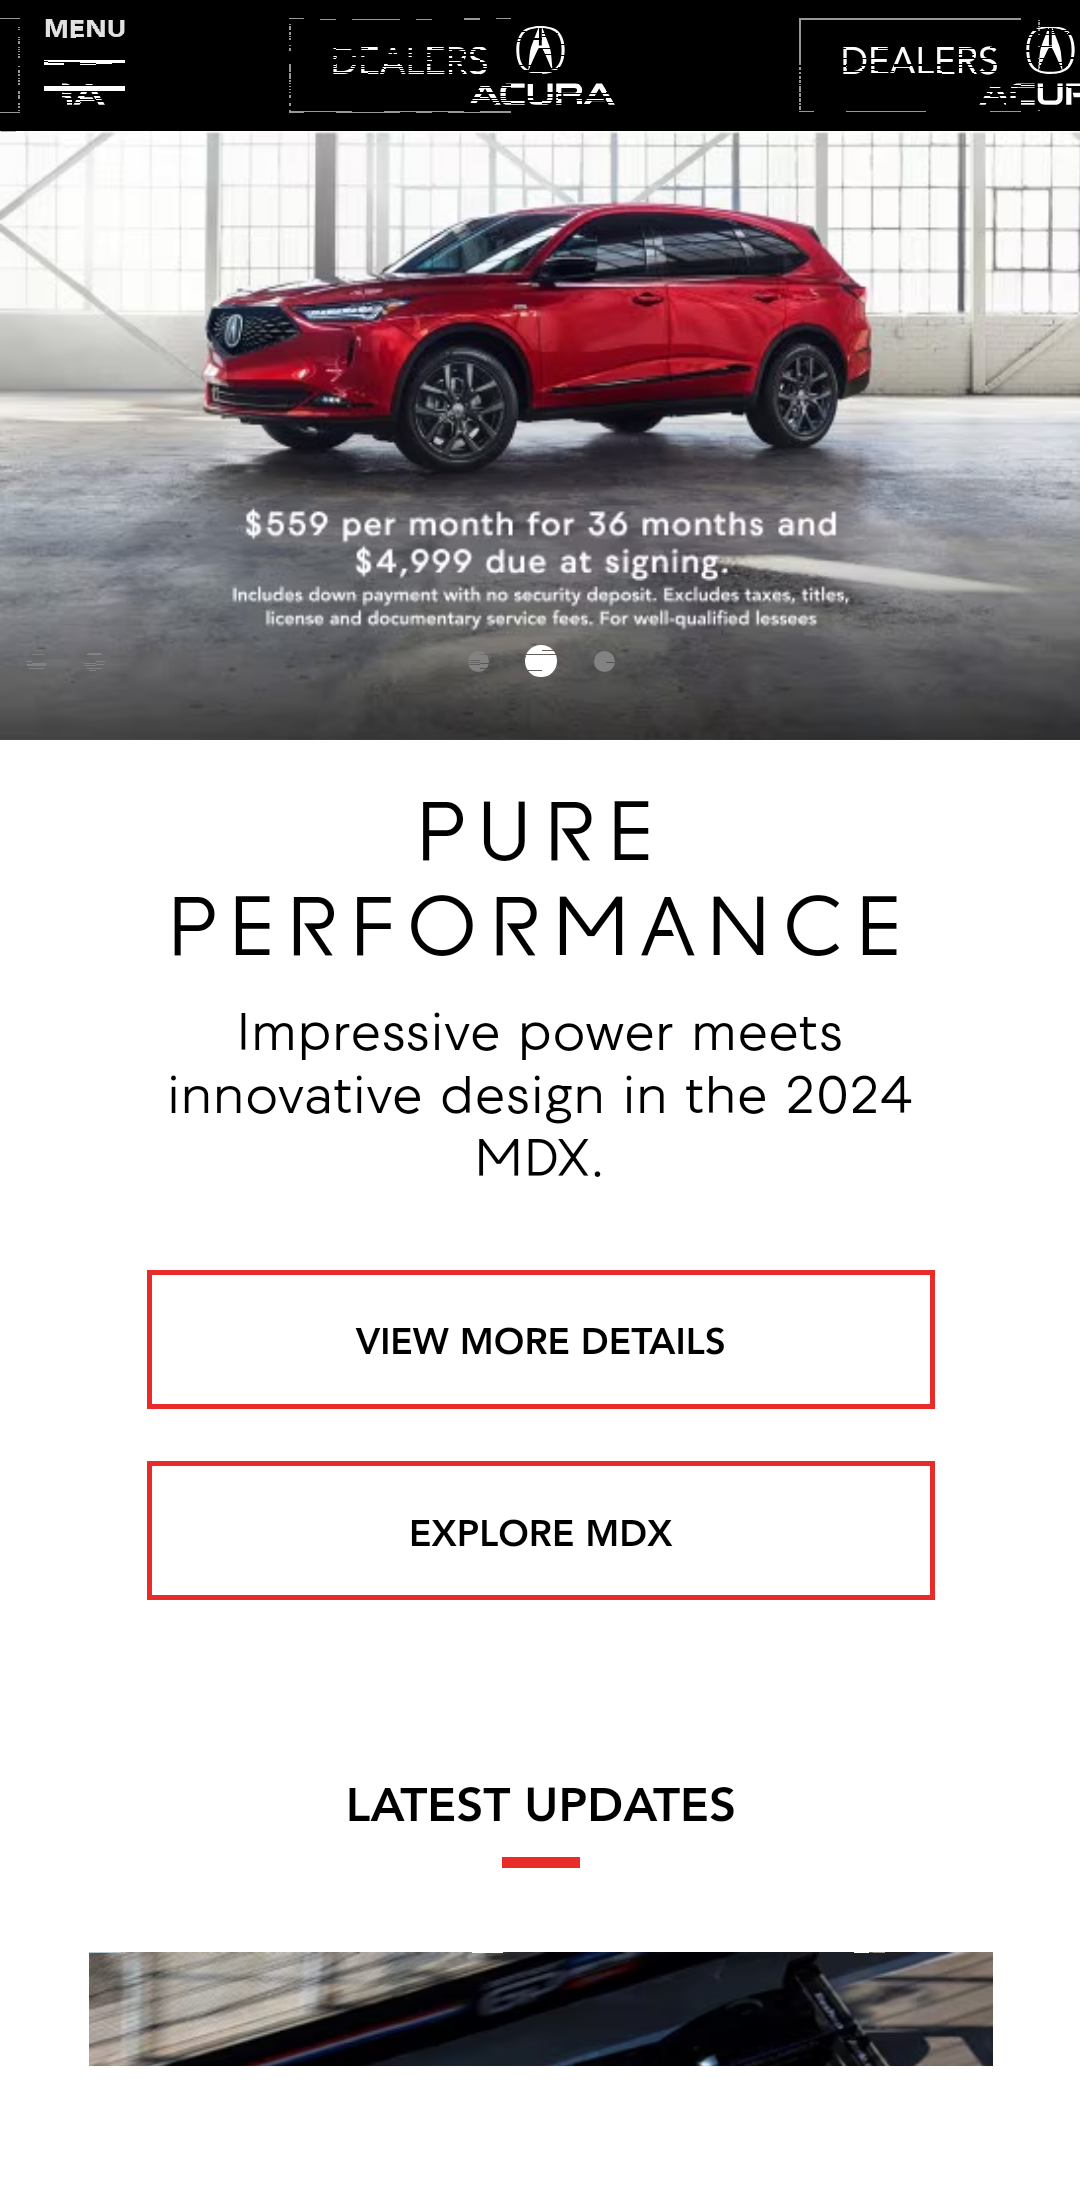 MENU
DEALERS
ACURA
DEALERS
$559 per month for 36 months and
$4,999 due at signing.
Includes down payment with no security deposit. Excludes taxes, titles,
license and documentary service fees. For well-qualified lessees
PURE
PERFORMANCE
Impressive power meets
innovative design in the 2024
MDX.
VIEW MORE DETAILS
EXPLORE MDX
LATEST UPDATES